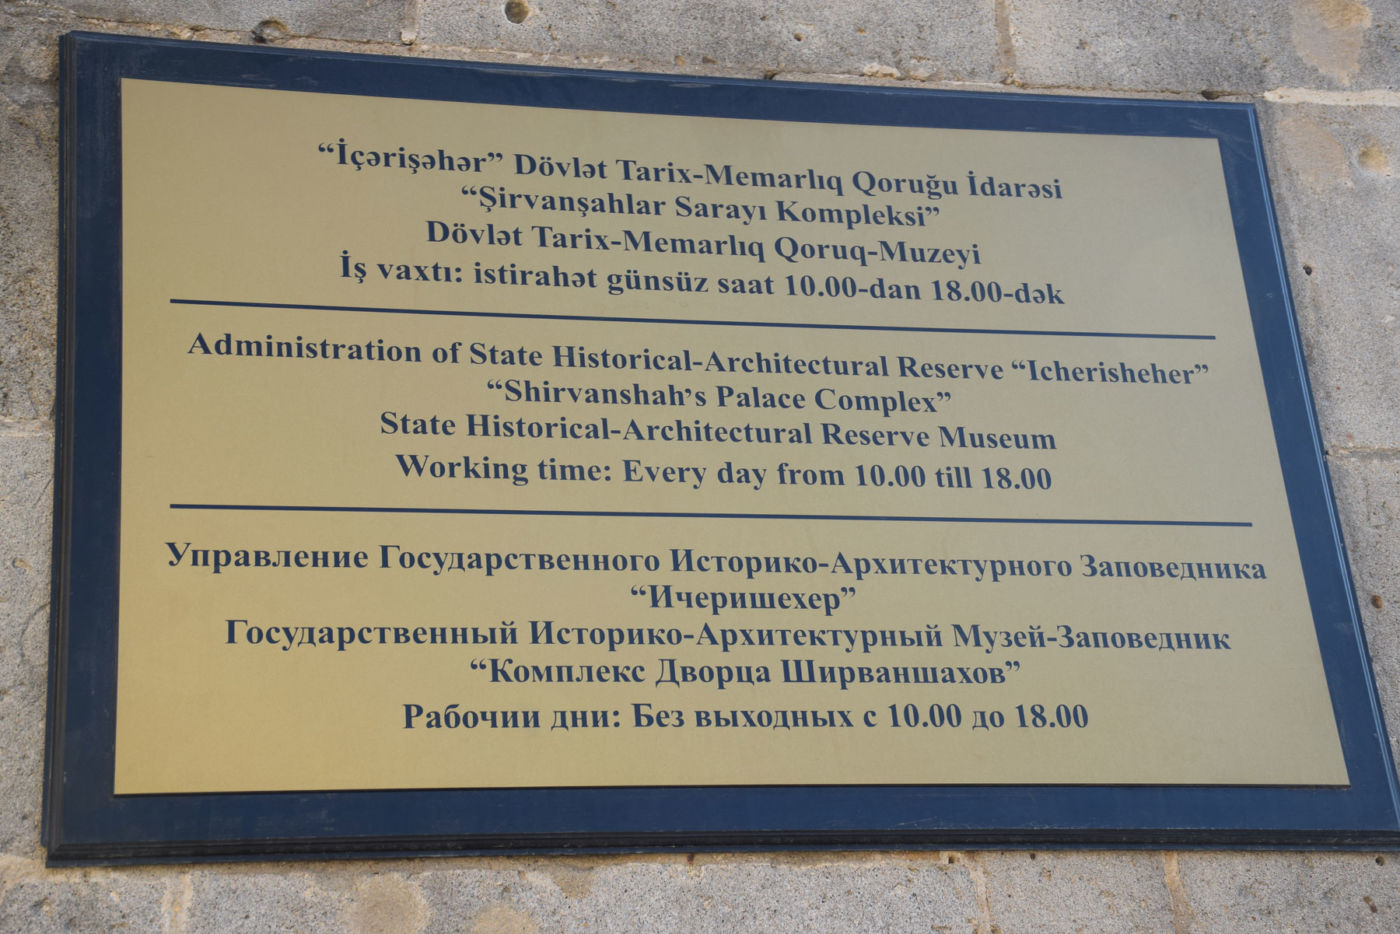 “İçərişəhər” Dövlət Tarix-Memarlıq Qoruğu İdarəsi
“Şirvanşahlar Sarayı Kompleksi”
Dövlət Tarix-Memarlıq Qoruq-Muzeyi
İş vaxtı: istirahət günsüz saat 10.00-dan 18.00-dək
Administration of State Historical-Architectural Reserve “Icherisheher”
“Shirvanshah’s Palace Complex”
State Historical-Architectural Reserve Museum
Working time: Every day from 10.00 till 18.00
Управление Государственного Историко-Архитектурного Заповедника
“Ичеришехер”
Государственный Историко-Архитектурный Музей-Заповедник
“Комплекс Дворца Ширваншахов”
Рабочии дни: Без выходных с 10.00 до 18.00